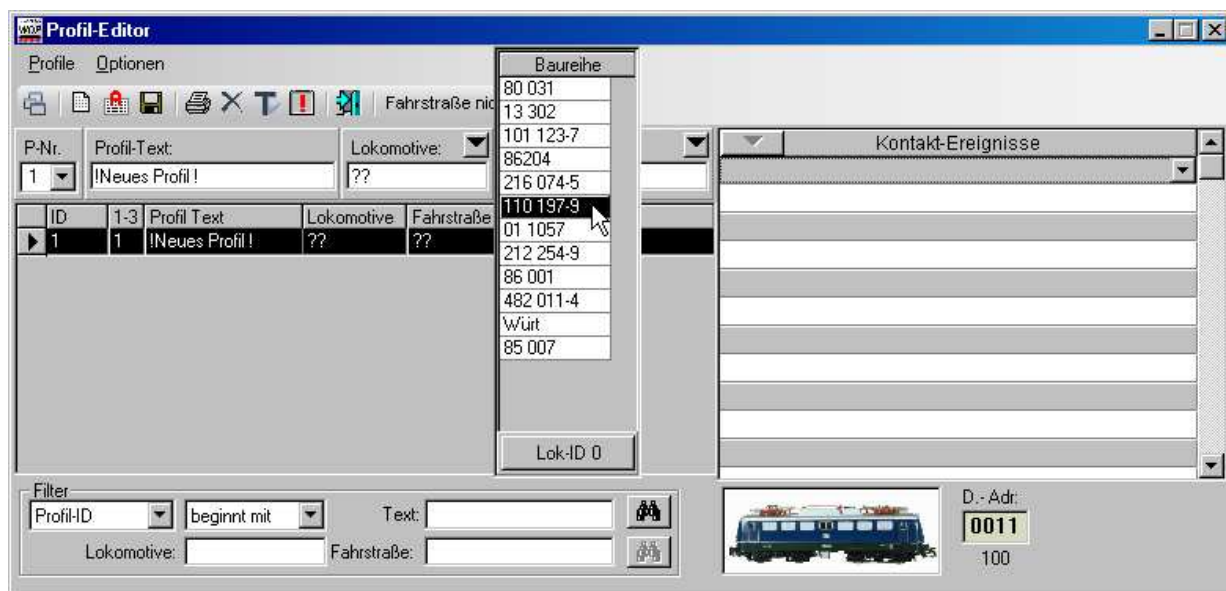 WDP Profil-Editor
Profile Optionen
Fahrstraße nic
P-Nr. Profil-Text: Lokomotive:
1 !Neues Profil ! ??
ID 1-3 Profil Text Lokomotive Fahrstraße
1 1 !Neues Profil ! ?? ??
Baureihe
80 031
13 302
101 123-7
86204
216 074-5
110 197-9
01 1057
212 254-9
86 001
482 011-4
Würt
85 007
Lok-ID 0
Kontakt-Ereignisse
Filter
Profil-ID beginnt mit Text:
Lokomotive: Fahrstraße:
D.- Adr:
0011
100